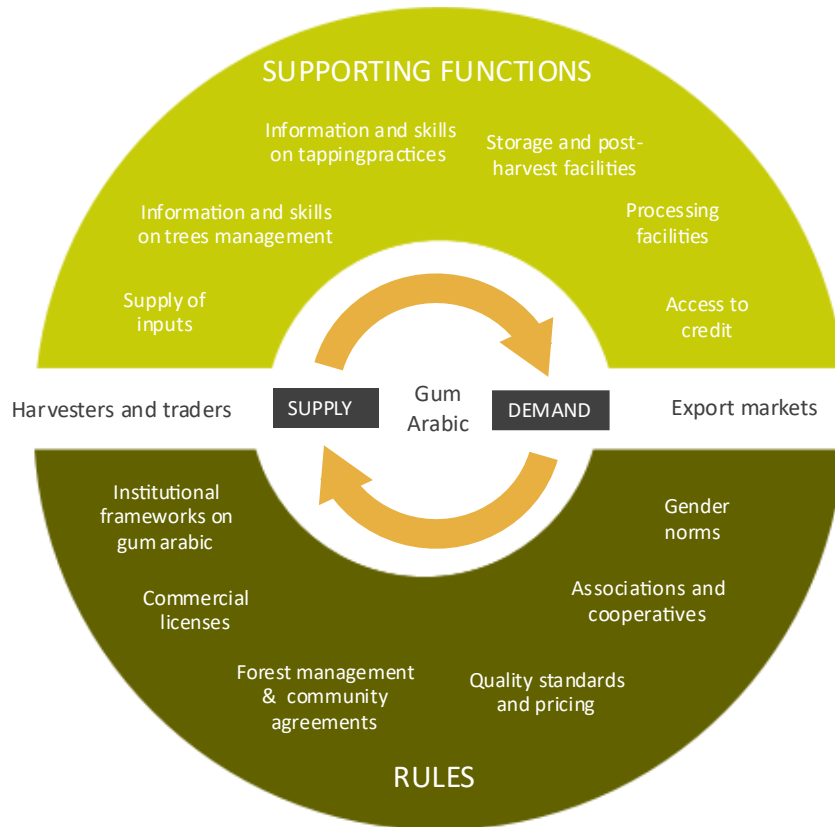 SUPPORTING FUNCTIONS
Information and skills
on tappingpractices
Storage and post-
harvest facilities
Information and skills
on trees management
Processing
facilities
Supply of
inputs
Access to
credit
Harvesters and traders
SUPPLY
Gum
Arabic
DEMAND
Export markets
Institutional
frameworks on
gum arabic
Gender
norms
Commercial
licenses
Associations and
cooperatives
Forest management
& community
agreements
Quality standards
and pricing
RULES